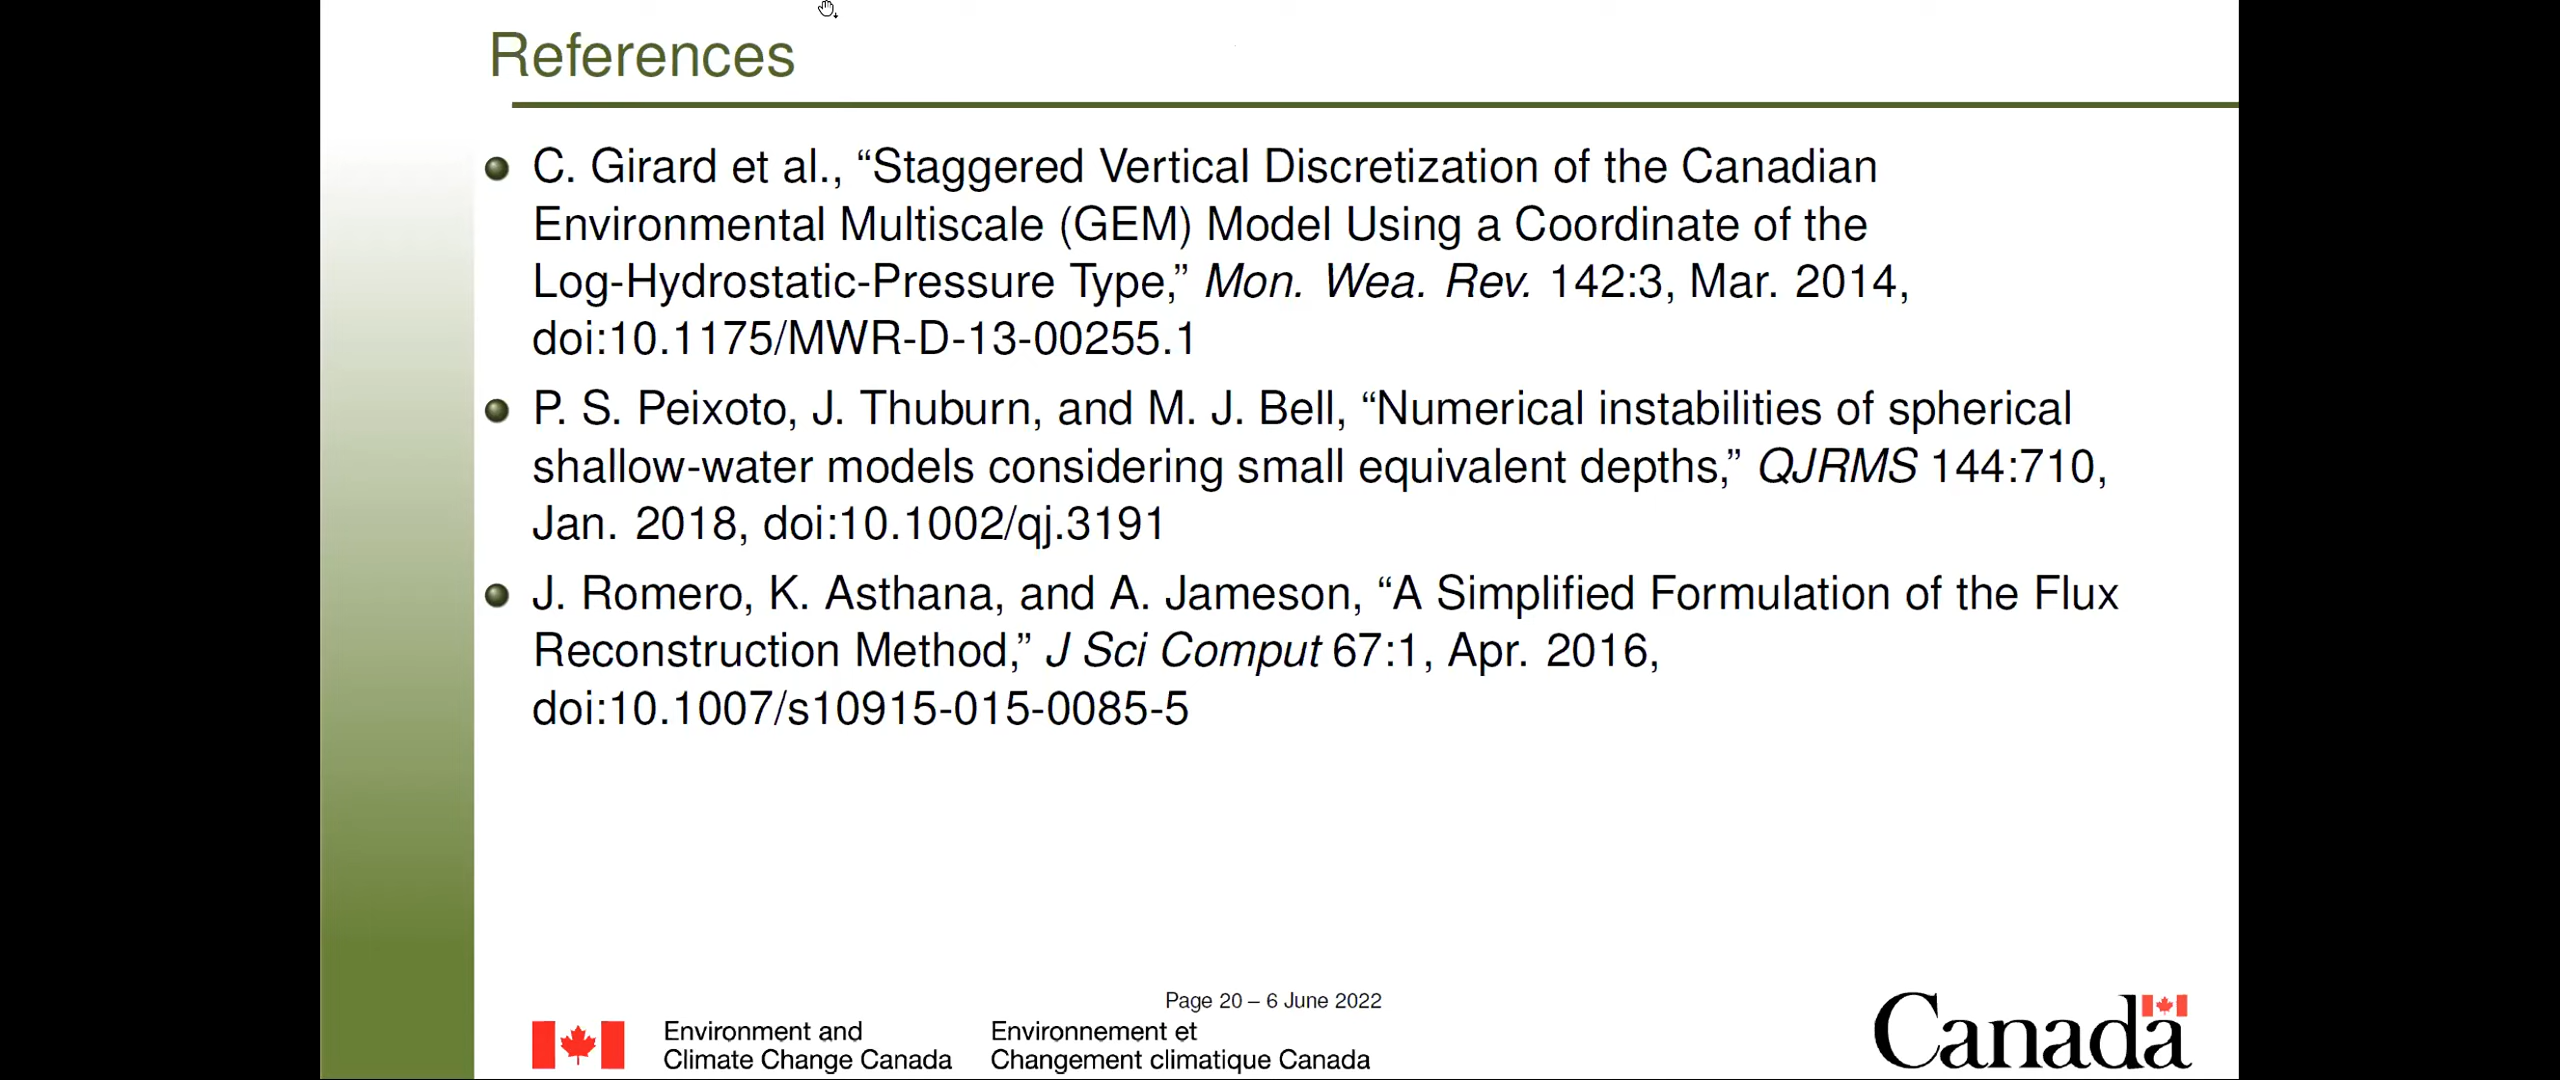 References
C. Girard et al., “Staggered Vertical Discretization of the Canadian
Environmental Multiscale (GEM) Model Using a Coordinate of the
Log-Hydrostatic-Pressure Type,” Mon. Wea. Rev. 142:3, Mar. 2014,
doi:10.1175/MWR-D-13-00255.1
P. S. Peixoto, J. Thuburn, and M. J. Bell, “Numerical instabilities of spherical
shallow-water models considering small equivalent depths,” QJRMS 144:710,
Jan. 2018, doi:10.1002/qj.3191
J. Romero, K. Asthana, and A. Jameson, “A Simplified Formulation of the Flux
Reconstruction Method,” J Sci Comput 67:1, Apr. 2016,
doi:10.1007/s10915-015-0085-5
Page 20 – 6 June 2022
Environment and
Climate Change Canada
Environnement et
Changement climatique Canada
Canada